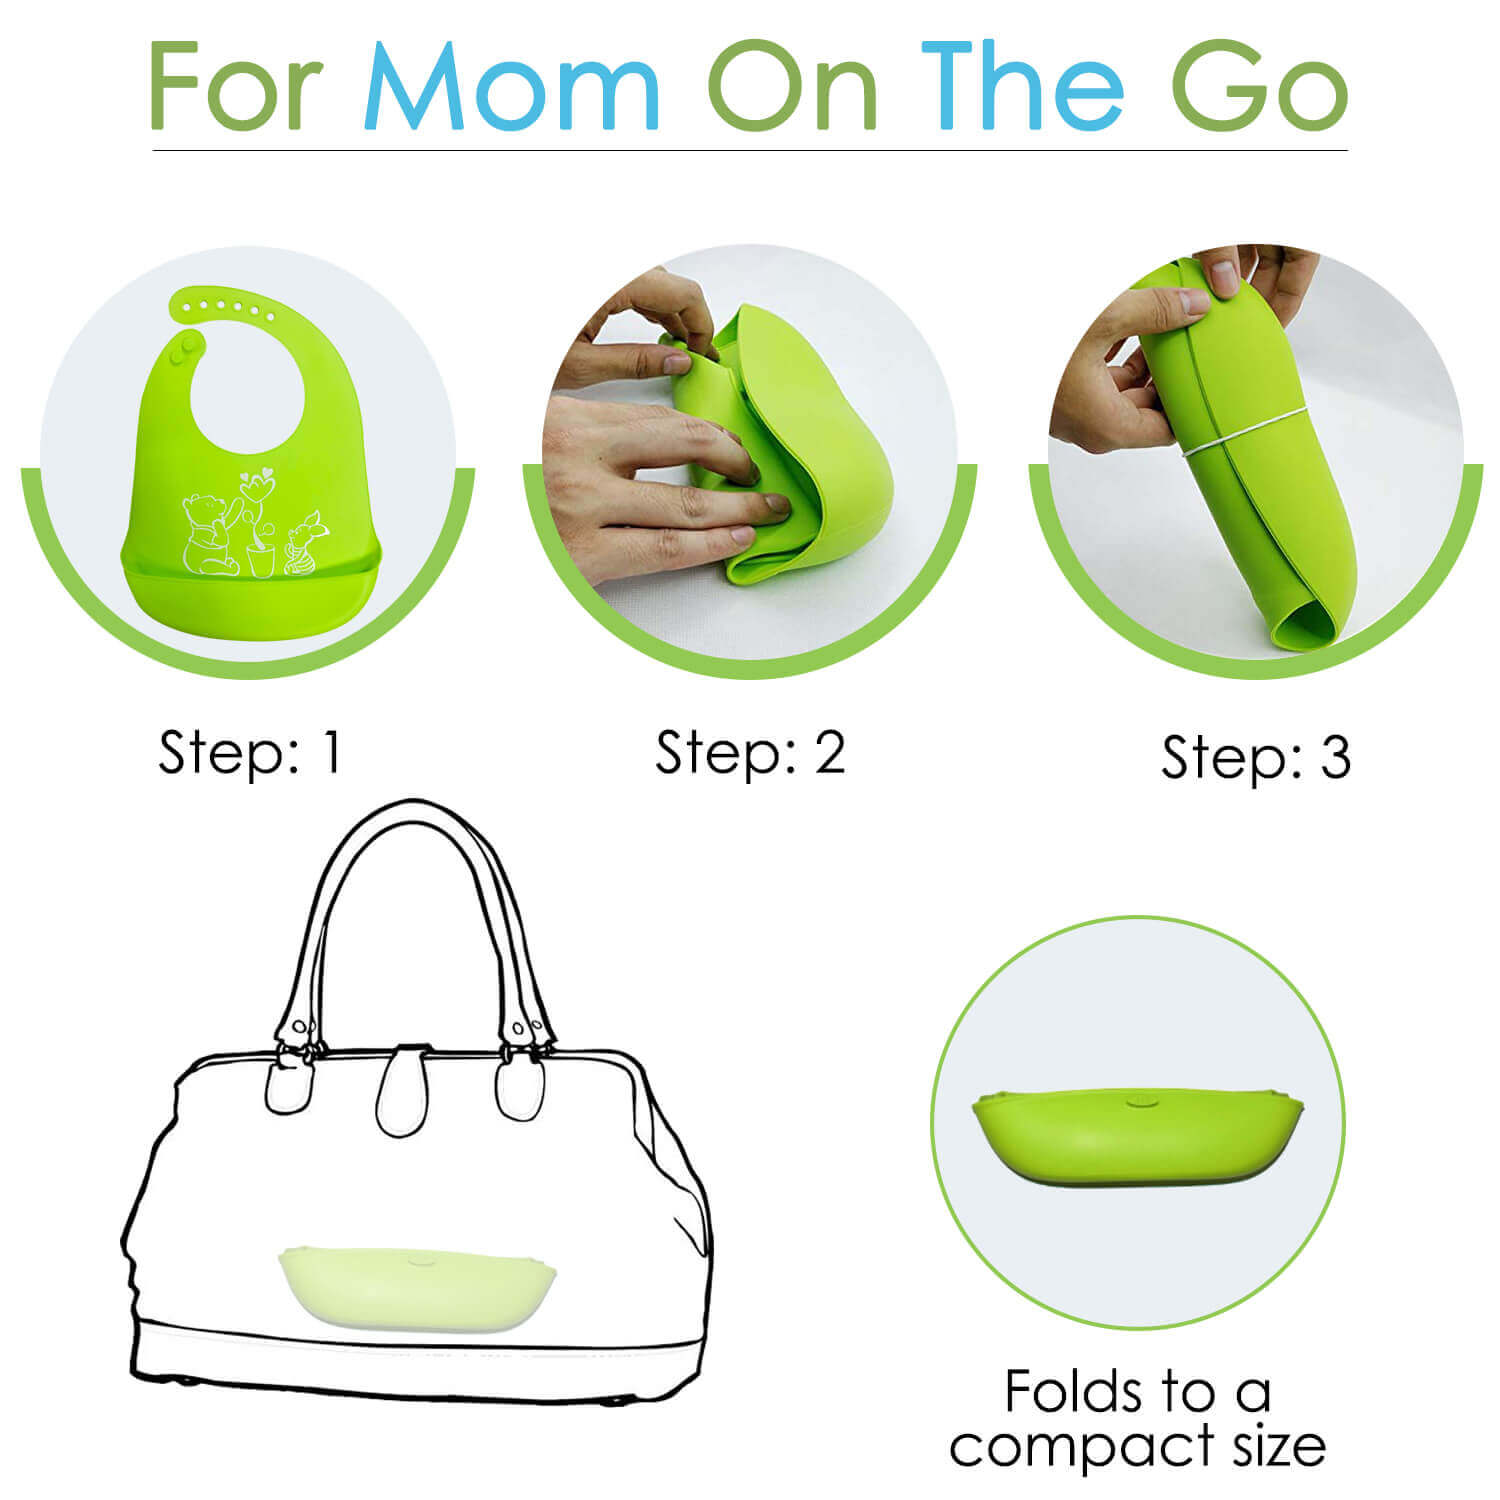 For Mom On The Go
Step: 1
Step: 2
Step: 3
Folds to a
compact size